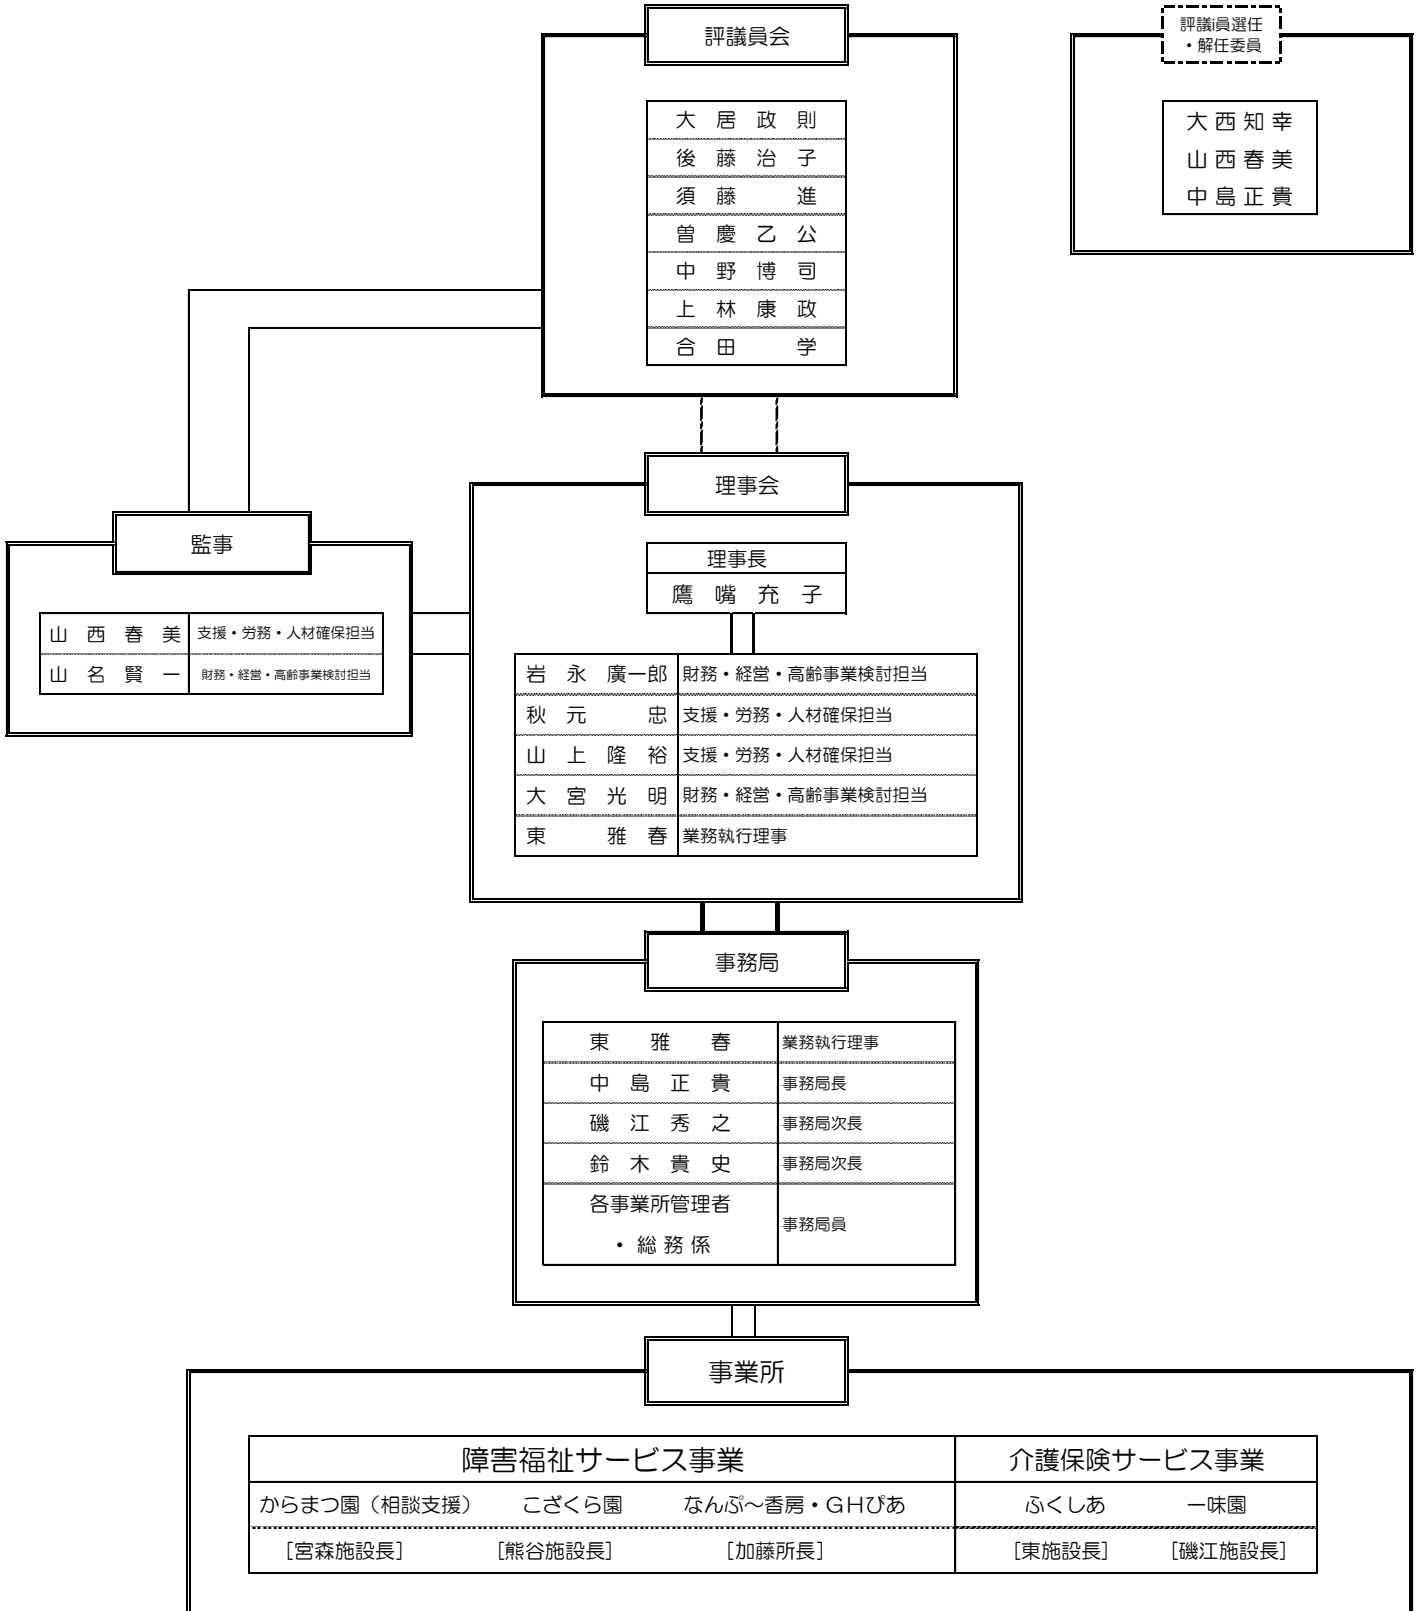 評議員会
大居政則
後藤治子
須藤 進
曽慶乙公
中野博司
上林康政
合田 学
評議員選任
・解任委員
大西知幸
山西春美
中島正貴
監事
山西春美 支援・労務・人材確保担当
山名賢一 財務・経営・高齢事業検討担当
理事会
理事長
鷹嘴充子
岩永廣一郎 財務・経営・高齢事業検討担当
秋元 忠 支援・労務・人材確保担当
山上隆裕 支援・労務・人材確保担当
大宮光明 財務・経営・高齢事業検討担当
東 雅春 業務執行理事
事務局
東雅春 業務執行理事
中島正貴 事務局長
磯江秀之 事務局次長
鈴木貴史 事務局次長
各事業所管理者
・総務係
事務局員
事業所
障害福祉サービス事業 介護保険サービス事業
からまつ園（相談支援） こざくら園 なんぷ～香房・GHぴあ ふくしあ 一味園
[宮森施設長] [熊谷施設長] [加藤所長] [東施設長] [磯江施設長]